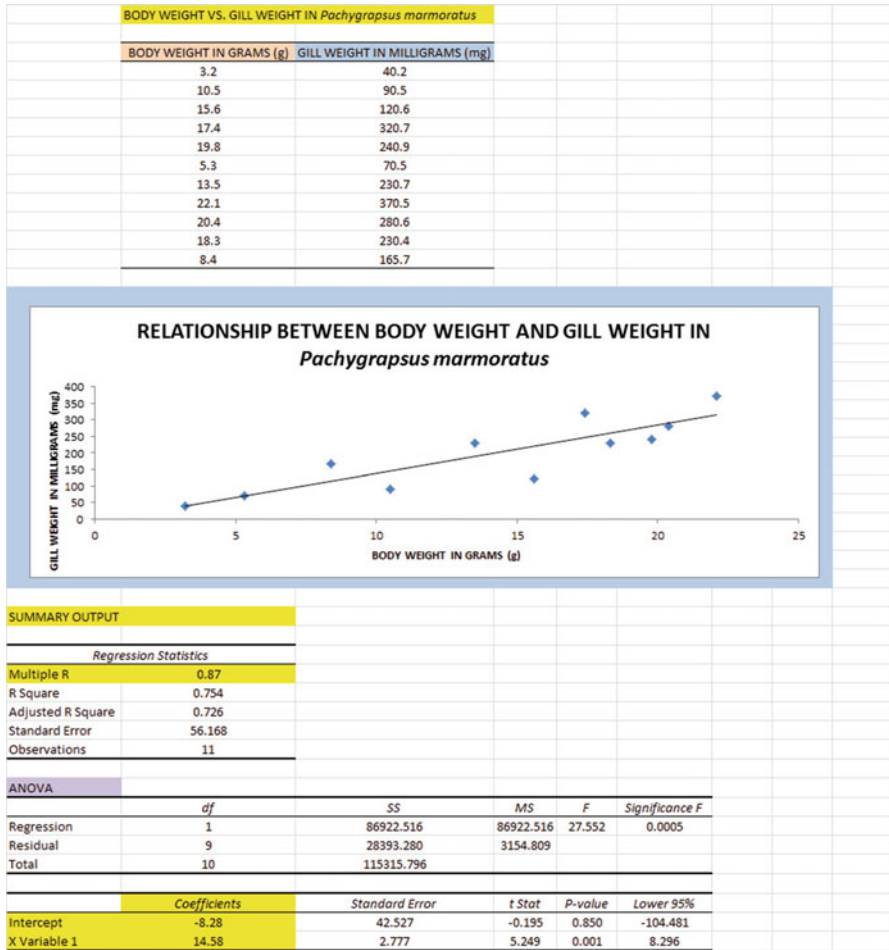 BODY WEIGHT VS. GILL WEIGHT IN Pachygrapsus marmoratus
BODY WEIGHT IN GRAMS (g) GILL WEIGHT IN MILLIGRAMS (mg)
3.2 40.2
10.5 90.5
15.6 120.6
17.4 320.7
19.8 240.9
5.3 70.5
13.5 230.7
22.1 370.5
20.4 280.6
18.3 230.4
8.4 165.7
RELATIONSHIP BETWEEN BODY WEIGHT AND GILL WEIGHT IN
Pachygrapsus marmoratus
GILL WEIGHT IN MILLIGRAMS (mg)
400
350
300
250
200
150
100
50
0
0 5 10 15 20 25
BODY WEIGHT IN GRAMS (g)
SUMMARY OUTPUT
Regression Statistics
Multiple R 0.87
R Square 0.754
Adjusted R Square 0.726
Standard Error 56.168
Observations 11
ANOVA
df SS MS F Significance F
Regression 1 86922.516 86922.516 27.552 0.0005
Residual 9 28393.280 3154.809
Total 10 115315.796
Coefficients Standard Error t Stat P-value Lower 95%
Intercept -8.28 42.527 -0.195 0.850 -104.481
X Variable 1 14.58 2.777 5.249 0.001 8.296